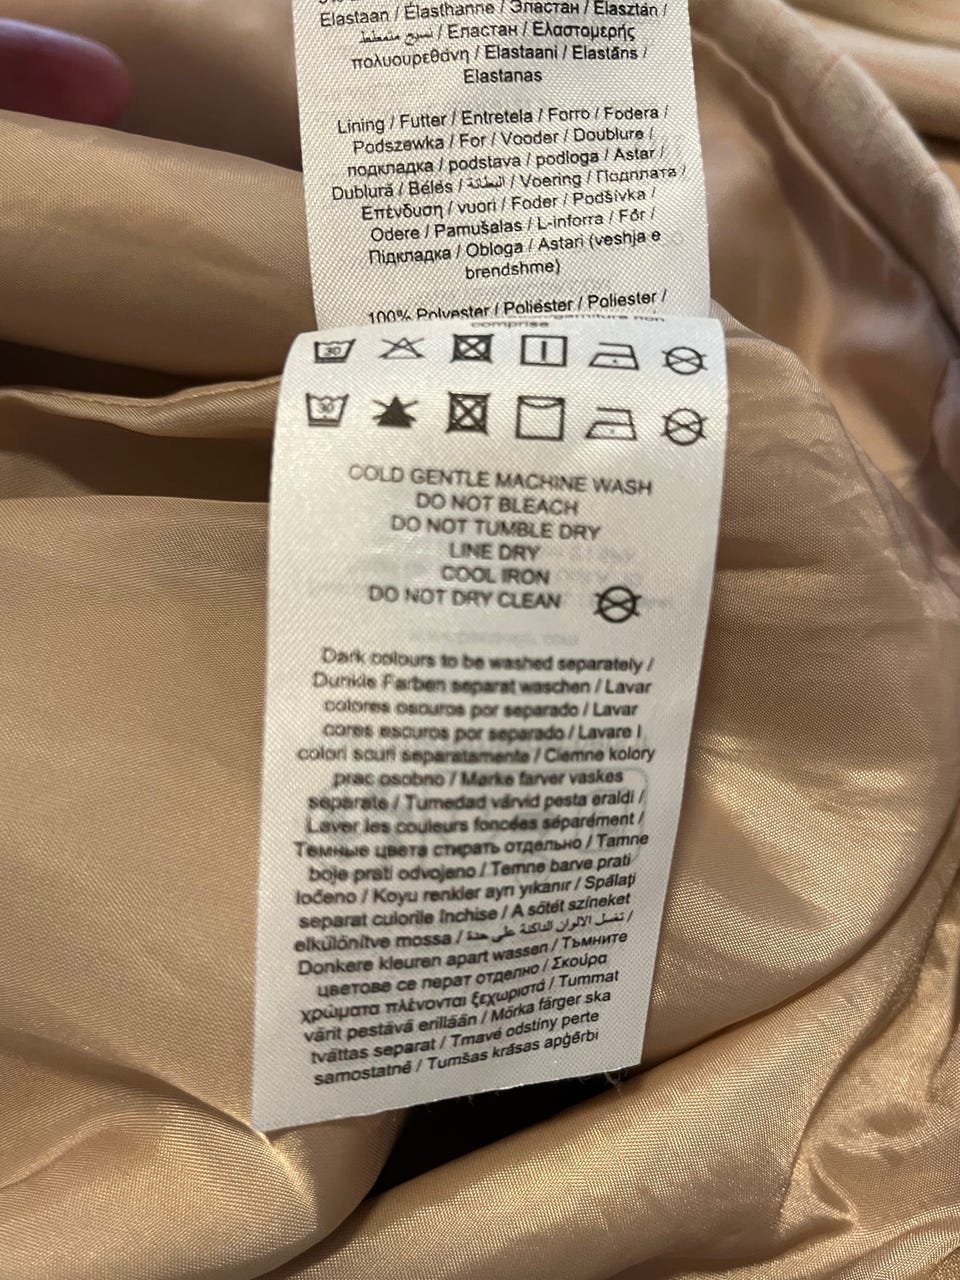 Elastaan / Élasthanne / Эластан / Elasztán /
/ Еластан / Ελαστομερής
πολυουρεθάνη / Elastaani / Elastāns /
Elastanas
Lining / Futter / Entretela / Forro / Fodera /
Podszewka / For / Vooder / Doublure /
подкладка / podstava / podloga / Astar /
Dublură / Bélés / البطانة / Voering / Подплата /
Επένδυση / vuori / Foder / Podšívka /
Odere / Pamušalas / L-inforra / Fôr /
Підкладка / Obloga / Astari (veshja e
brendshme)
100% Polyester / Poliéster / Poliester /
comprise
30
30
COLD GENTLE MACHINE WASH
DO NOT BLEACH
DO NOT TUMBLE DRY
LINE DRY
COOL IRON
DO NOT DRY CLEAN
Dark colours to be washed separately /
Dunkle Farben separat waschen / Lavar
colores oscuros por separado / Lavar
cores escuros por separado / Lavare I
colori scuri separatamente / Ciemne kolory
prac osobno / Mørke farver vaskes
separate / Tumedad värvid pesta eraldi /
Laver les couleurs foncées séparément /
Темные цвета стирать отдельно / Tamne
boje prati odvojeno / Temne barve prati
ločeno / Koyu renkler ayrı yıkanır / Spălați
separat culorile închise / A sötét színeket
elkülönítve mossa / تغسل الالوان الداكنة على حدة /
Donkere kleuren apart wassen / Тъмните
цветове се перат отделно / Σκούρα
χρώματα πλένονται ξεχωριστά / Tummat
värit pestävä erillään / Mörka färger ska
tvättas separat / Tmavé odstíny perte
samostatně / Tumšas krāsas apģērbi